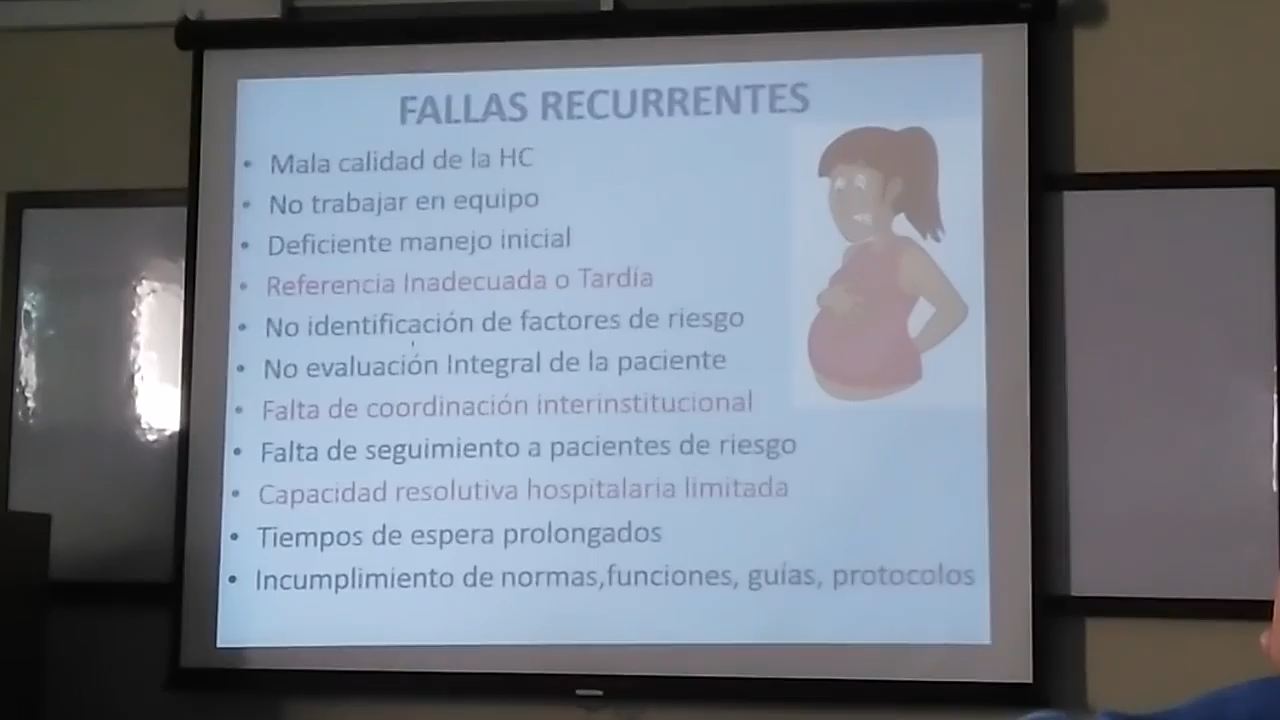 FALLAS RECURRENTES
• Mala calidad de la HC
• No trabajar en equipo
• Deficiente manejo inicial
• Referencia Inadecuada o Tardía
• No identificación de factores de riesgo
• No evaluación Integral de la paciente
• Falta de coordinación interinstitucional
• Falta de seguimiento a pacientes de riesgo
• Capacidad resolutiva hospitalaria limitada
• Tiempos de espera prolongados
• Incumplimiento de normas,funciones, guías, protocolos